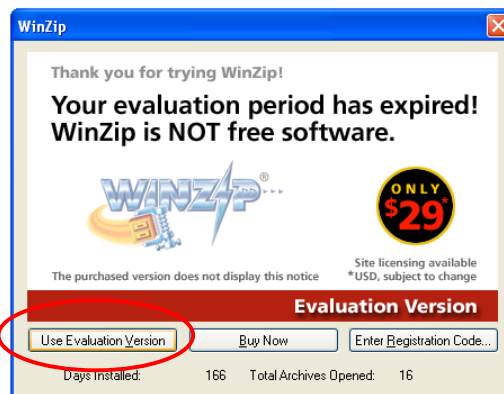 WinZip
Thank you for trying WinZip!
Your evaluation period has expired!
WinZip is NOT free software.
WINZIP®
ONLY
$29*
Site licensing available
The purchased version does not display this notice *USD, subject to change
Evaluation Version
Use Evaluation Version Buy Now Enter Registration Code...
Days Installed: 166 Total Archives Opened: 16